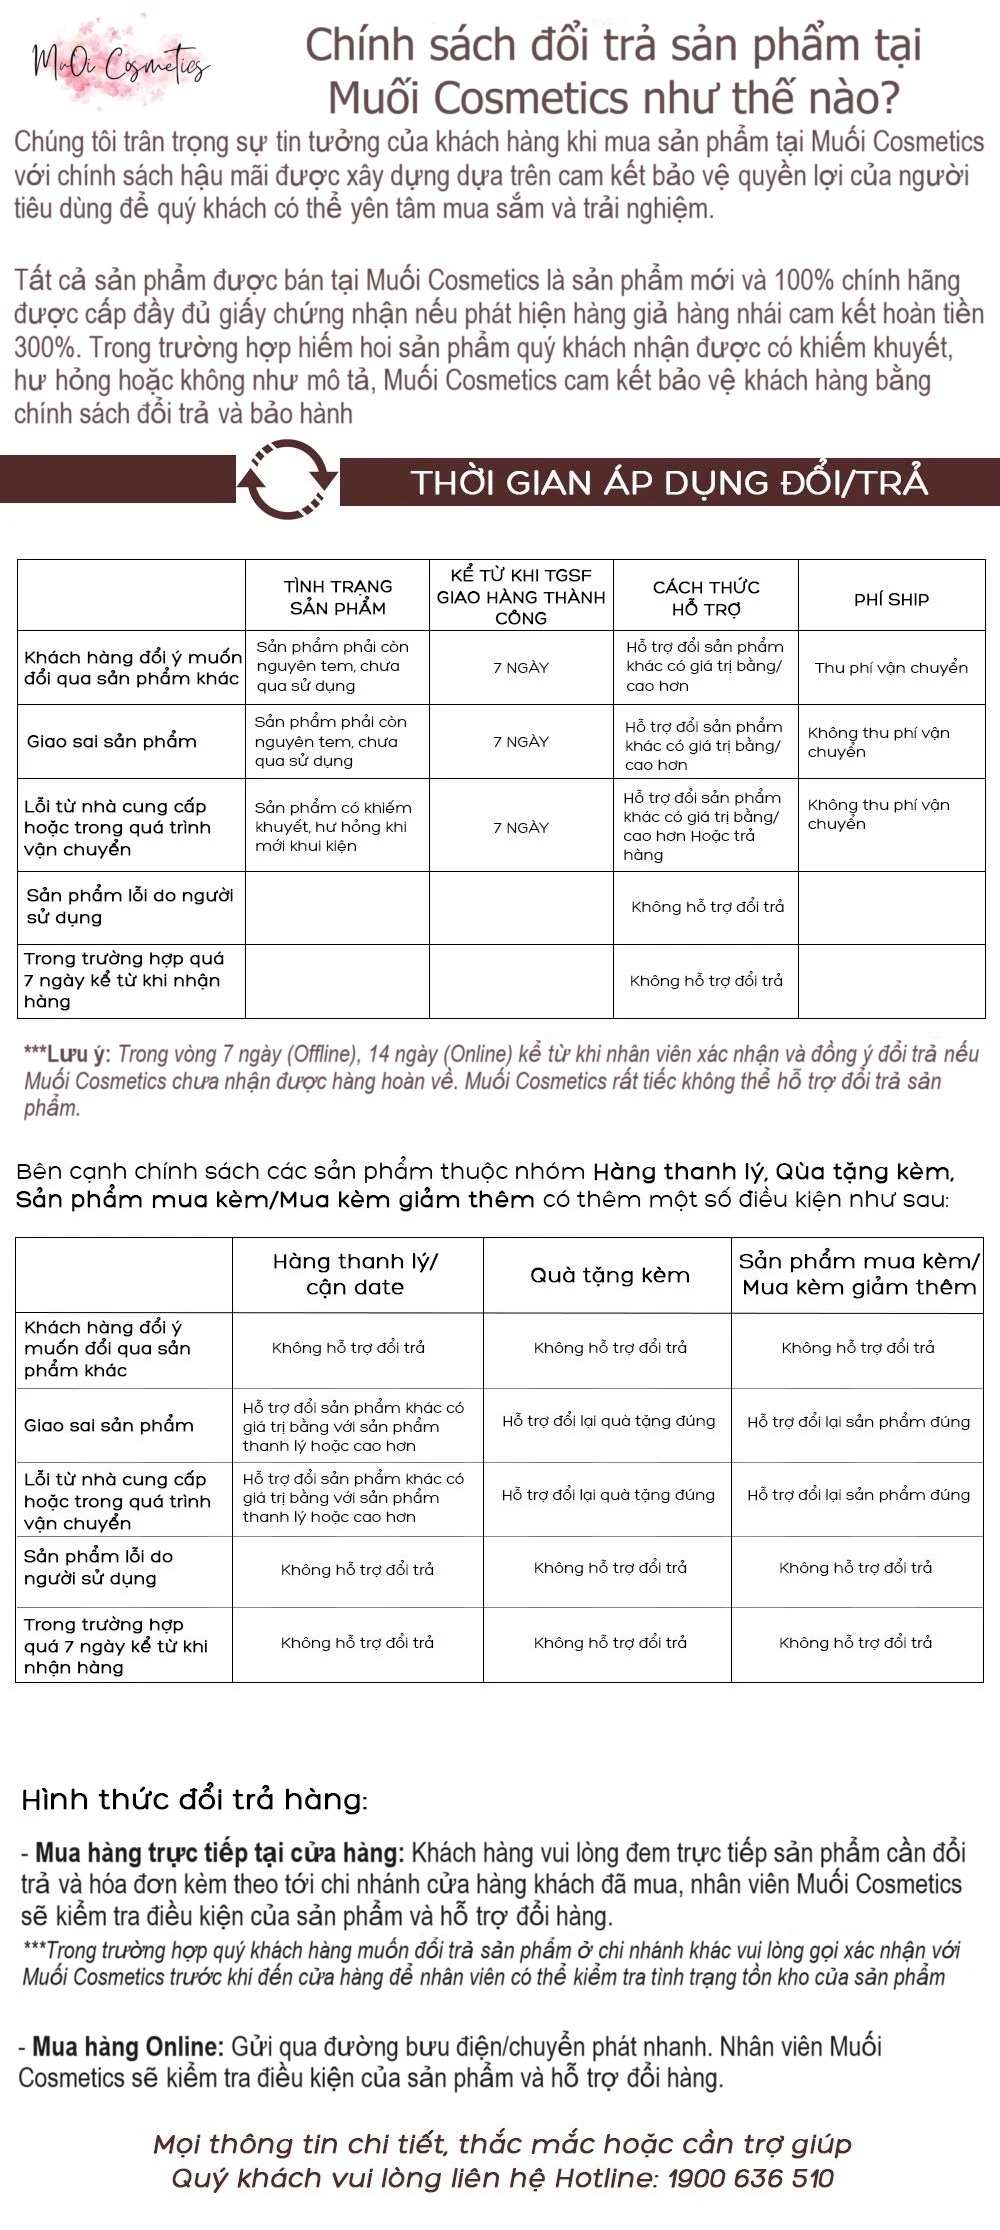 MuOi Cosmetics
Chính sách đổi trả sản phẩm tại
Muối Cosmetics như thế nào?
Chúng tôi trân trọng sự tin tưởng của khách hàng khi mua sản phẩm tại Muối Cosmetics
với chính sách hậu mãi được xây dựng dựa trên cam kết bảo vệ quyền lợi của người
tiêu dùng để quý khách có thể yên tâm mua sắm và trải nghiệm.
Tất cả sản phẩm được bán tại Muối Cosmetics là sản phẩm mới và 100% chính hãng
được cấp đầy đủ giấy chứng nhận nếu phát hiện hàng giả hàng nhái cam kết hoàn tiền
300%. Trong trường hợp hiếm hoi sản phẩm quý khách nhận được có khiếm khuyết,
hư hỏng hoặc không như mô tả, Muối Cosmetics cam kết bảo vệ khách hàng bằng
chính sách đổi trả và bảo hành
THỜI GIAN ÁP DỤNG ĐỔI/TRẢ
TÌNH TRẠNG
SẢN PHẨM
KỂ TỪ KHI TGSF
GIAO HÀNG THÀNH
CÔNG
CÁCH THỨC
HỖ TRỢ
PHÍ SHIP
Khách hàng đổi ý muốn
đổi qua sản phẩm khác
Sản phẩm phải còn
nguyên tem, chưa
qua sử dụng
7 NGÀY
Hỗ trợ đổi sản phẩm
khác có giá trị bằng/
cao hơn
Thu phí vận chuyển
Giao sai sản phẩm
Sản phẩm phải còn
nguyên tem, chưa
qua sử dụng
7 NGÀY
Hỗ trợ đổi sản phẩm
khác có giá trị bằng/
cao hơn
Không thu phí vận
chuyển
Lỗi từ nhà cung cấp
hoặc trong quá trình
vận chuyển
Sản phẩm có khiếm
khuyết, hư hỏng khi
mới khui kiện
7 NGÀY
Hỗ trợ đổi sản phẩm
khác có giá trị bằng/
cao hơn Hoặc trả
hàng
Không thu phí vận
chuyển
Sản phẩm lỗi do người
sử dụng
Không hỗ trợ đổi trả
Trong trường hợp quá
7 ngày kể từ khi nhận
hàng
Không hỗ trợ đổi trả
***Lưu ý: Trong vòng 7 ngày (Offline), 14 ngày (Online) kể từ khi nhân viên xác nhận và đồng ý đổi trả nếu
Muối Cosmetics chưa nhận được hàng hoàn về. Muối Cosmetics rất tiếc không thể hỗ trợ đổi trả sản
phẩm.
Bên cạnh chính sách các sản phẩm thuộc nhóm Hàng thanh lý, Qùa tặng kèm,
Sản phẩm mua kèm/Mua kèm giảm thêm có thêm một số điều kiện như sau:
Hàng thanh lý/
cận date
Quà tặng kèm
Sản phẩm mua kèm/
Mua kèm giảm thêm
Khách hàng đổi ý
muốn đổi qua sản
phẩm khác
Không hỗ trợ đổi trả
Không hỗ trợ đổi trả
Không hỗ trợ đổi trả
Giao sai sản phẩm
Hỗ trợ đổi sản phẩm khác có
giá trị bằng với sản phẩm
thanh lý hoặc cao hơn
Hỗ trợ đổi lại quà tặng đúng
Hỗ trợ đổi lại sản phẩm đúng
Lỗi từ nhà cung cấp
hoặc trong quá trình
vận chuyển
Hỗ trợ đổi sản phẩm khác có
giá trị bằng với sản phẩm
thanh lý hoặc cao hơn
Hỗ trợ đổi lại quà tặng đúng
Hỗ trợ đổi lại sản phẩm đúng
Sản phẩm lỗi do
người sử dụng
Không hỗ trợ đổi trả
Không hỗ trợ đổi trả
Không hỗ trợ đổi trả
Trong trường hợp
quá 7 ngày kể từ khi
nhận hàng
Không hỗ trợ đổi trả
Không hỗ trợ đổi trả
Không hỗ trợ đổi trả
Hình thức đổi trả hàng:
- Mua hàng trực tiếp tại cửa hàng: Khách hàng vui lòng đem trực tiếp sản phẩm cần đổi
trả và hóa đơn kèm theo tới chi nhánh cửa hàng khách đã mua, nhân viên Muối Cosmetics
sẽ kiểm tra điều kiện của sản phẩm và hỗ trợ đổi hàng.
***Trong trường hợp quý khách hàng muốn đổi trả sản phẩm ở chi nhánh khác vui lòng gọi xác nhận với
Muối Cosmetics trước khi đến cửa hàng để nhân viên có thể kiểm tra tình trạng tồn kho của sản phẩm
- Mua hàng Online: Gửi qua đường bưu điện/chuyển phát nhanh. Nhân viên Muối
Cosmetics sẽ kiểm tra điều kiện của sản phẩm và hỗ trợ đổi hàng.
Mọi thông tin chi tiết, thắc mắc hoặc cần trợ giúp
Quý khách vui lòng liên hệ Hotline: 1900 636 510